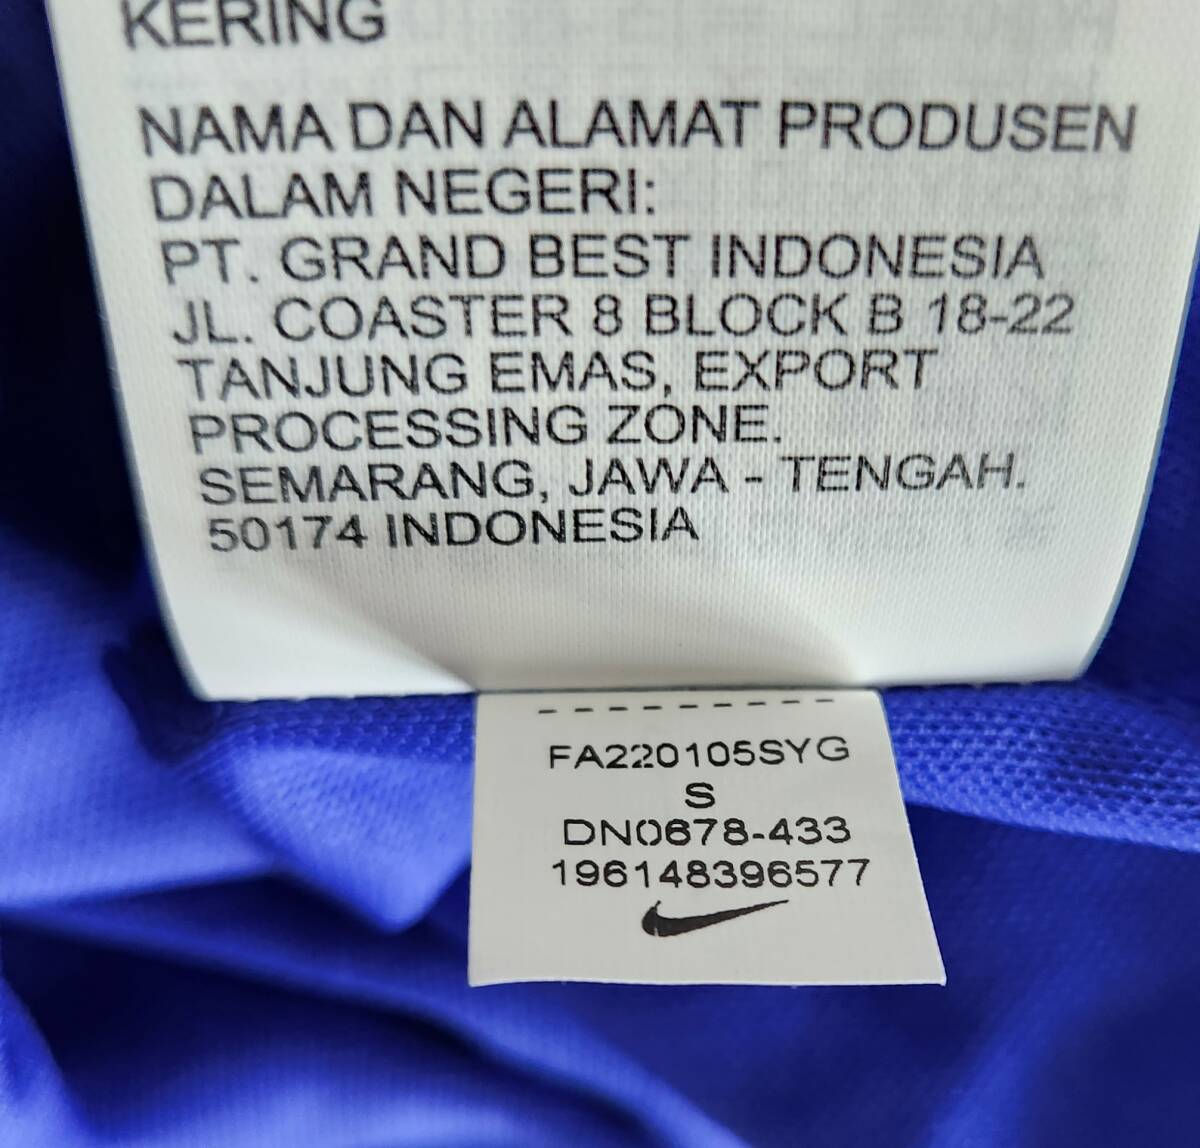 KERING
NAMA DAN ALAMAT PRODUSEN
DALAM NEGERI:
PT. GRAND BEST INDONESIA
JL. COASTER 8 BLOCK B 18-22
TANJUNG EMAS, EXPORT
PROCESSING ZONE.
SEMARANG, JAWA - TENGAH.
50174 INDONESIA
FA220105SYG
S
DN0678-433
196148396577